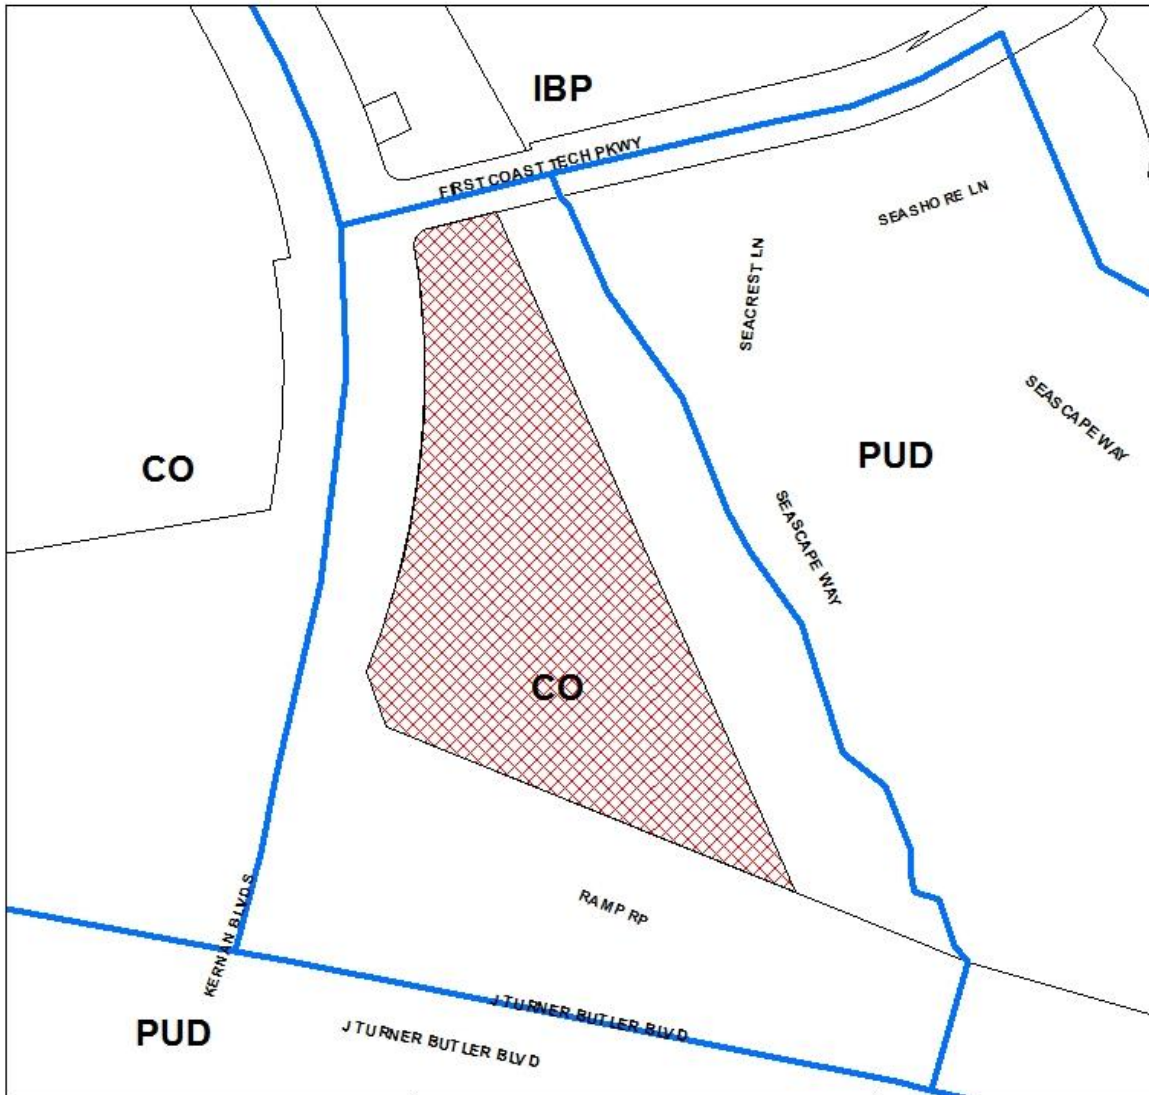 IBP
FIRST COAST TECH PKWY
SEASHORE LN
SEACREST LN
SEASCAPE WAY
CO
PUD
SEASCAPE WAY
CO
RAMP RP
KERNAN BLVD S
J TURNER BUTLER BLVD
PUD
J TURNER BUTLER BLVD